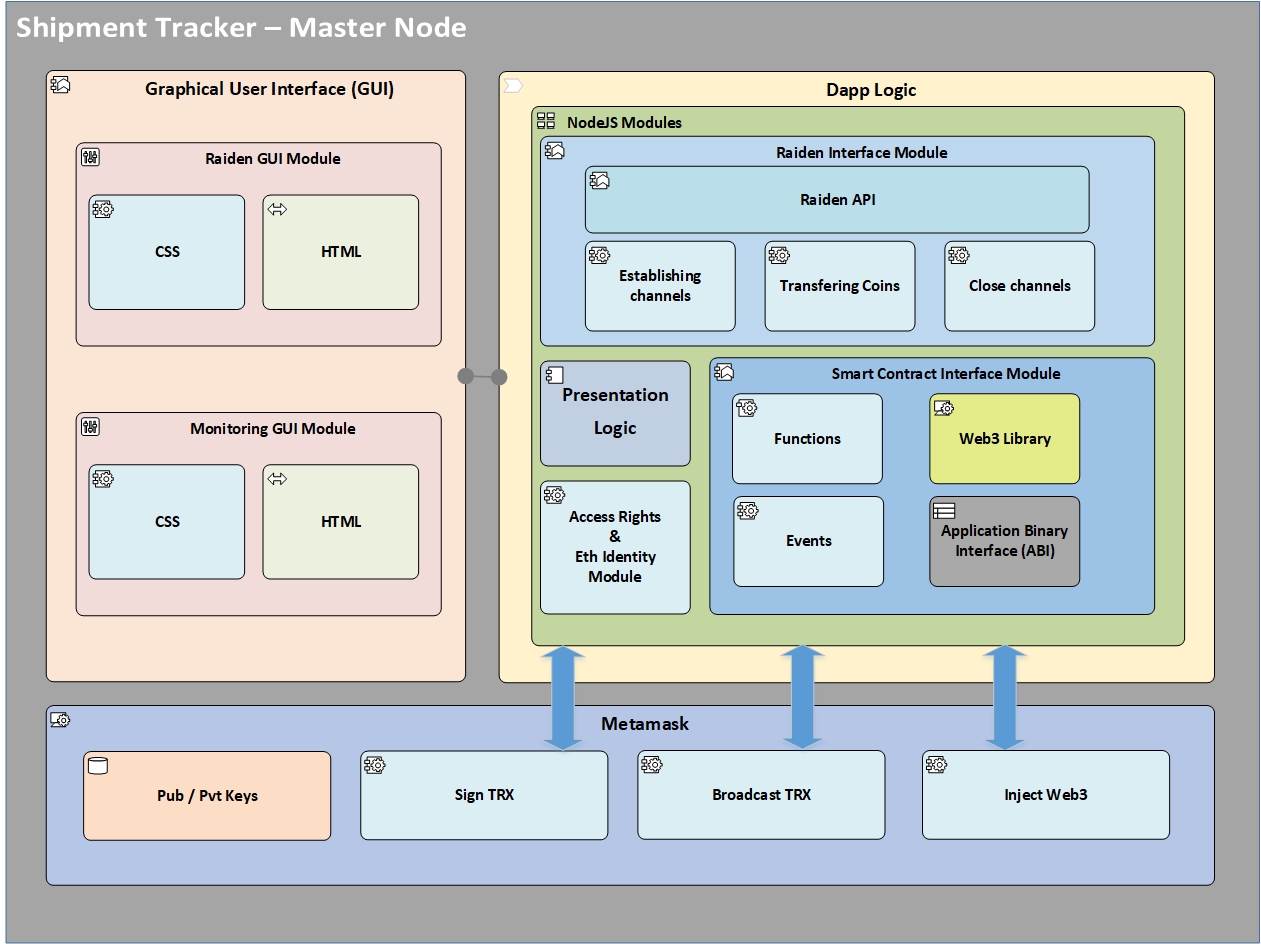 Shipment Tracker – Master Node
Graphical User Interface (GUI)
Raiden GUI Module
CSS
HTML
Monitoring GUI Module
CSS
HTML
Dapp Logic
NodeJS Modules
Raiden Interface Module
Raiden API
Establishing
channels
Transfering Coins
Close channels
Presentation
Logic
Access Rights
&
Eth Identity
Module
Smart Contract Interface Module
Functions
Web3 Library
Events
Application Binary
Interface (ABI)
Metamask
Pub / Pvt Keys
Sign TRX
Broadcast TRX
Inject Web3